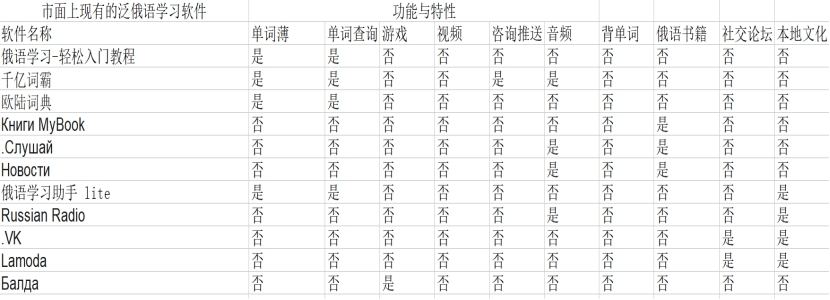 市面上现有的泛俄语学习软件 功能与特性
软件名称 单词薄 单词查询 游戏 视频 咨询推送 音频 背单词 俄语书籍 社交论坛 本地文化
俄语学习-轻松入门教程 是 是 否 否 否 否 否 否 否 否
千亿词霸 是 是 否 否 是 是 否 否 否 否
欧陆词典 是 是 否 否 否 否 否 否 否 否
Книги MyBook 否 否 否 否 否 否 否 是 否 否
.Слушай 否 否 否 否 否 是 否 是 否 否
Новости 否 否 否 否 否 是 否 是 否 否
俄语学习助手 lite 是 是 否 否 否 否 否 否 否 是
Russian Radio 否 否 否 否 否 是 否 否 否 是
.VK 否 否 否 否 否 否 否 否 是 是
Lamoda 否 否 否 否 否 否 否 否 是 是
Балда 否 否 是 否 否 否 否 否 否 否